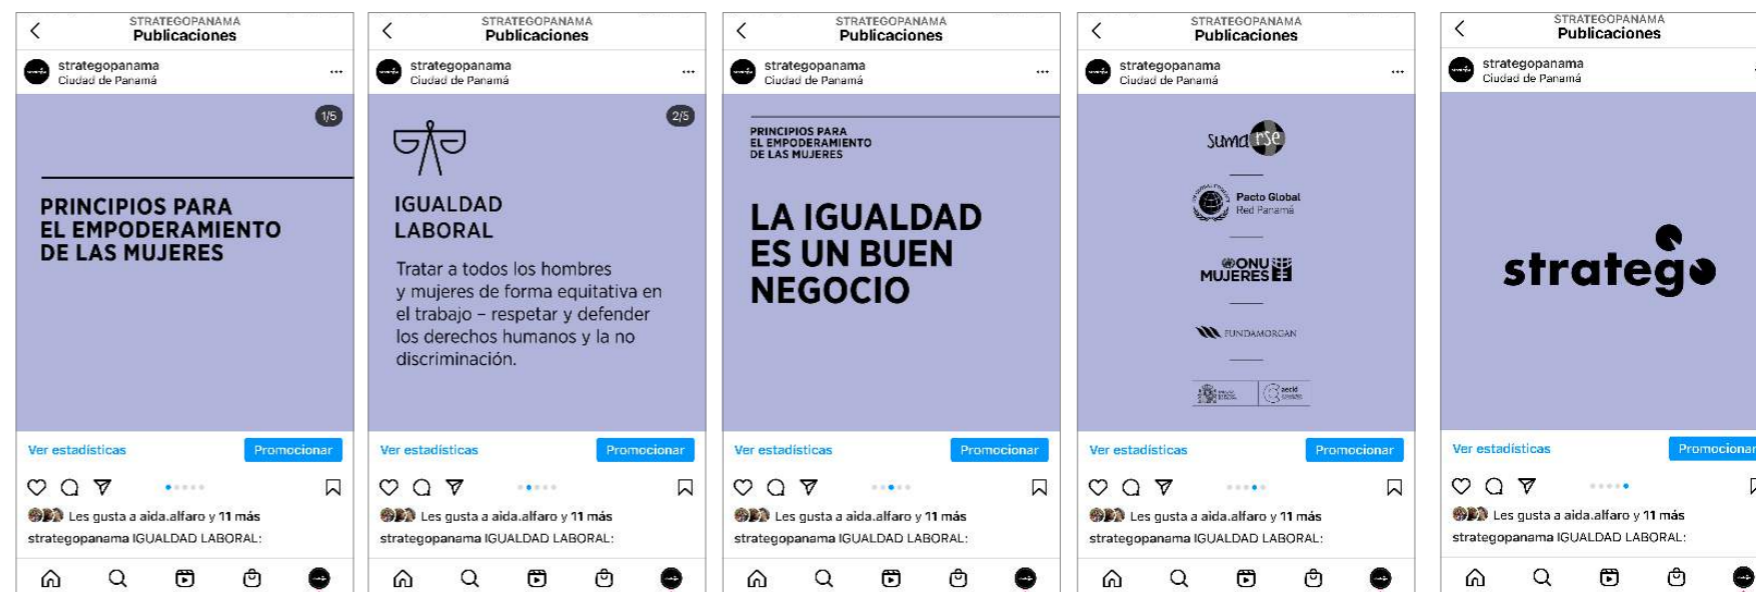 STRATEGOPANAMA
Publicaciones
strategopanama
Ciudad de Panamá
1/5
PRINCIPIOS PARA
EL EMPODERAMIENTO
DE LAS MUJERES
Ver estadísticas
Promocionar
Les gusta a aida.alfaro y 11 más
strategopanama IGUALDAD LABORAL:
STRATEGOPANAMA
Publicaciones
strategopanama
Ciudad de Panamá
2/5
IGUALDAD
LABORAL
Tratar a todos los hombres
y mujeres de forma equitativa en
el trabajo – respetar y defender
los derechos humanos y la no
discriminación.
Ver estadísticas
Promocionar
Les gusta a aida.alfaro y 11 más
strategopanama IGUALDAD LABORAL:
STRATEGOPANAMA
Publicaciones
strategopanama
Ciudad de Panamá
PRINCIPIOS PARA
EL EMPODERAMIENTO
DE LAS MUJERES
LA IGUALDAD
ES UN BUEN
NEGOCIO
Ver estadísticas
Promocionar
Les gusta a aida.alfaro y 11 más
strategopanama IGUALDAD LABORAL:
STRATEGOPANAMA
Publicaciones
strategopanama
Ciudad de Panamá
sumarse
Pacto Global
Red Panamá
ONU
MUJERES
FUNDAMORGAN
aecid
Ver estadísticas
Promocionar
Les gusta a aida.alfaro y 11 más
strategopanama IGUALDAD LABORAL:
STRATEGOPANAMA
Publicaciones
strategopanama
Ciudad de Panamá
stratego
Ver estadísticas
Promocionar
Les gusta a aida.alfaro y 11 más
strategopanama IGUALDAD LABORAL: